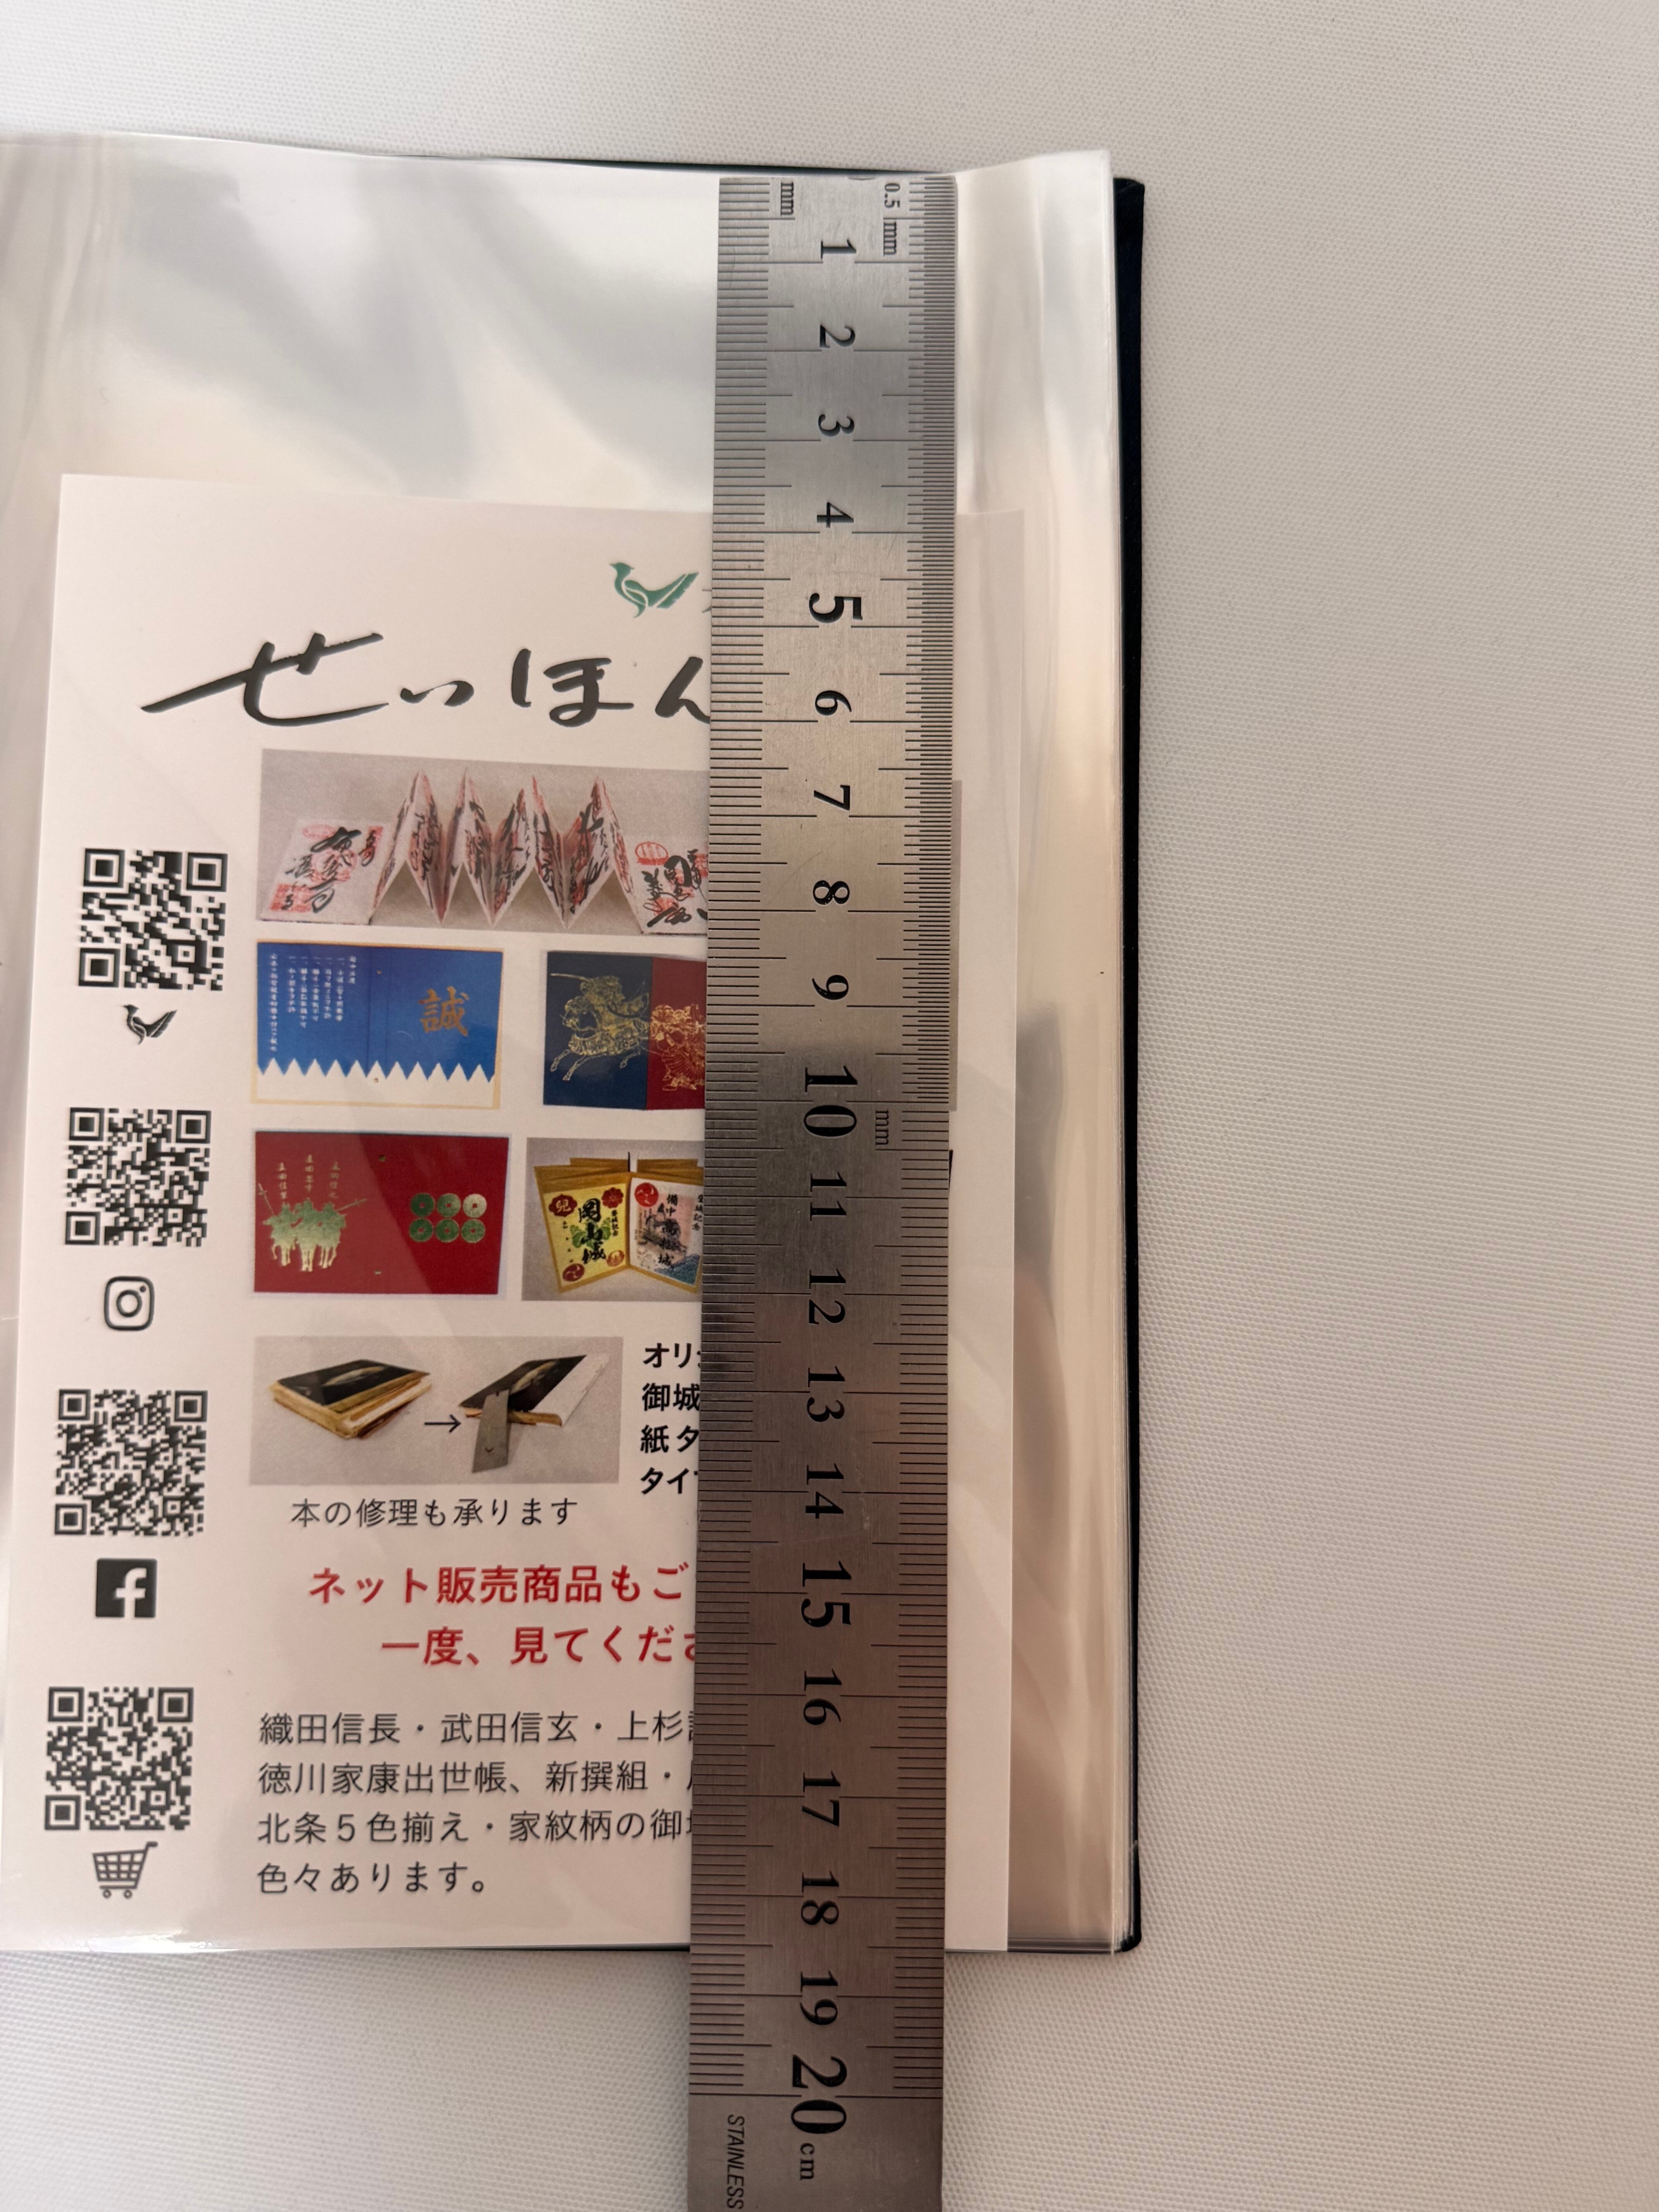 せいほん
誠
岡山城
本の修理も承ります
オリ
御城
紙タ
タイ
ネット販売商品もご
一度、見てくださ
織田信長・武田信玄・上杉
徳川家康出世帳、新撰組・
北条5色揃え・家紋柄の御
色々あります。
mm
0.5 mm
1
2
3
4
5
6
7
8
9
10
mm
11
12
13
14
15
16
17
18
19
20 cm
STAINLESS